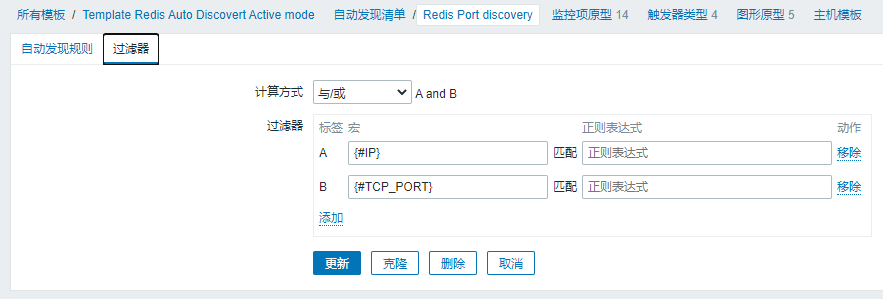 所有模板 / Template Redis Auto Discovert Active mode 自动发现清单 / Redis Port discovery 监控项原型 14 触发器类型 4 图形原型 5 主机模板
自动发现规则 过滤器
计算方式 与/或 A and B
过滤器 标签 宏 正则表达式 动作
A {#IP} 匹配 正则表达式 移除
B {#TCP_PORT} 匹配 正则表达式 移除
添加
更新 克隆 删除 取消